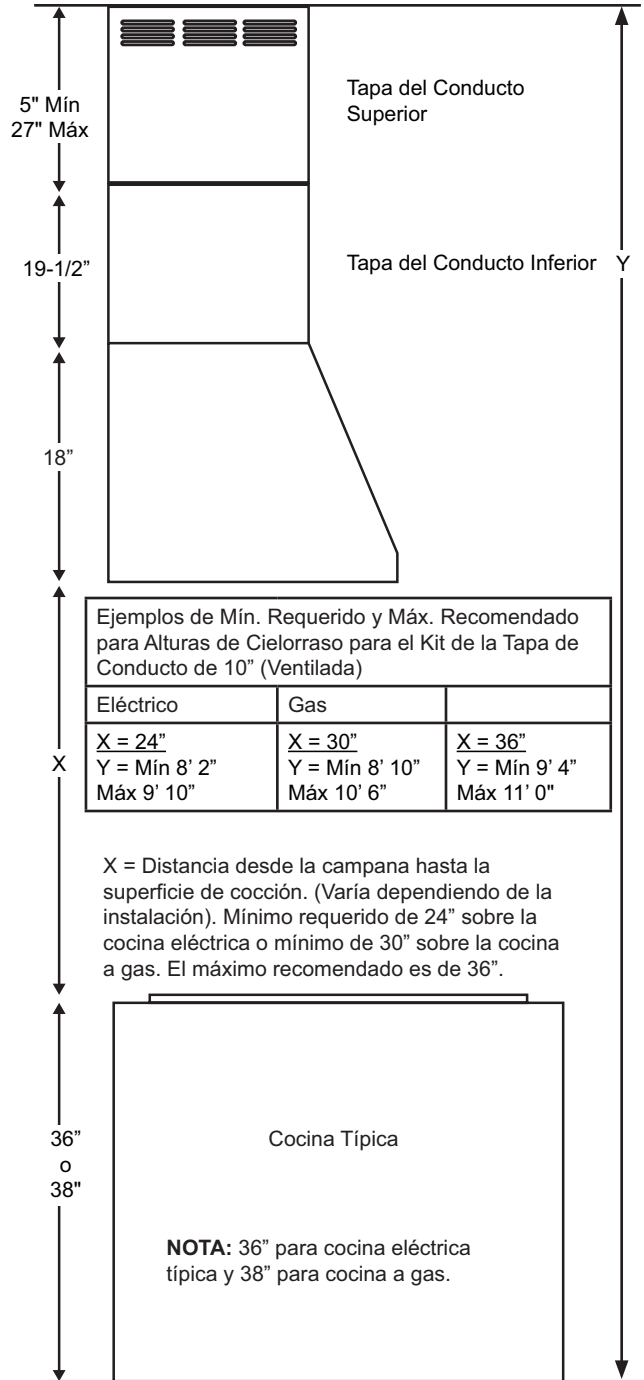 5" Mín
27" Máx
Tapa del Conducto
Superior
19-1/2”
Tapa del Conducto Inferior
Y
18”
Ejemplos de Mín. Requerido y Máx. Recomendado
para Alturas de Cielorraso para el Kit de la Tapa de
Conducto de 10” (Ventilada)
Eléctrico
Gas
X = 24”
Y = Mín 8’ 2”
Máx 9’ 10”
X = 30”
Y = Mín 8’ 10”
Máx 10’ 6”
X = 36”
Y = Mín 9’ 4”
Máx 11’ 0"
X
X = Distancia desde la campana hasta la
superficie de cocción. (Varía dependiendo de la
instalación). Mínimo requerido de 24” sobre la
cocina eléctrica o mínimo de 30” sobre la cocina
a gas. El máximo recomendado es de 36”.
36”
o
38"
Cocina Típica
NOTA: 36” para cocina eléctrica
típica y 38” para cocina a gas.